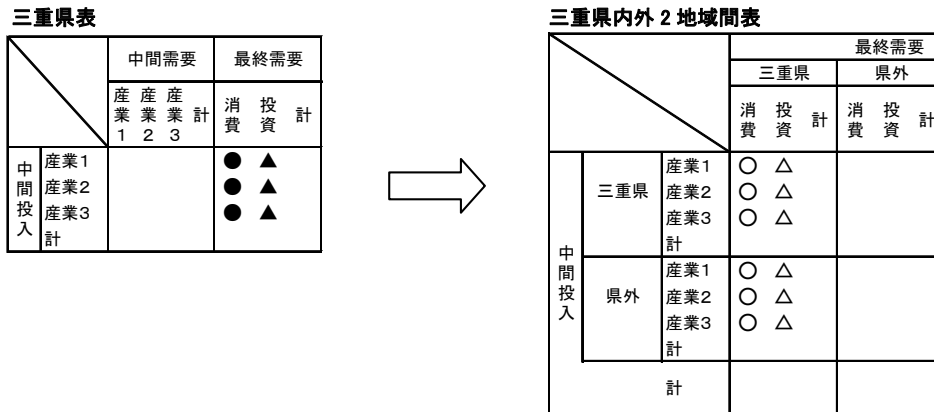 三重県表
中間需要 最終需要
産業1 産業2 産業3 計 消費 投資 計
中間投入
産業1 ● ▲
産業2 ● ▲
産業3 ● ▲
計
三重県内外2地域間表
最終需要
三重県 県外
消費 投資 計 消費 投資 計
中間投入
三重県
産業1 ○ △
産業2 ○ △
産業3 ○ △
計
県外
産業1 ○ △
産業2 ○ △
産業3 ○ △
計
計